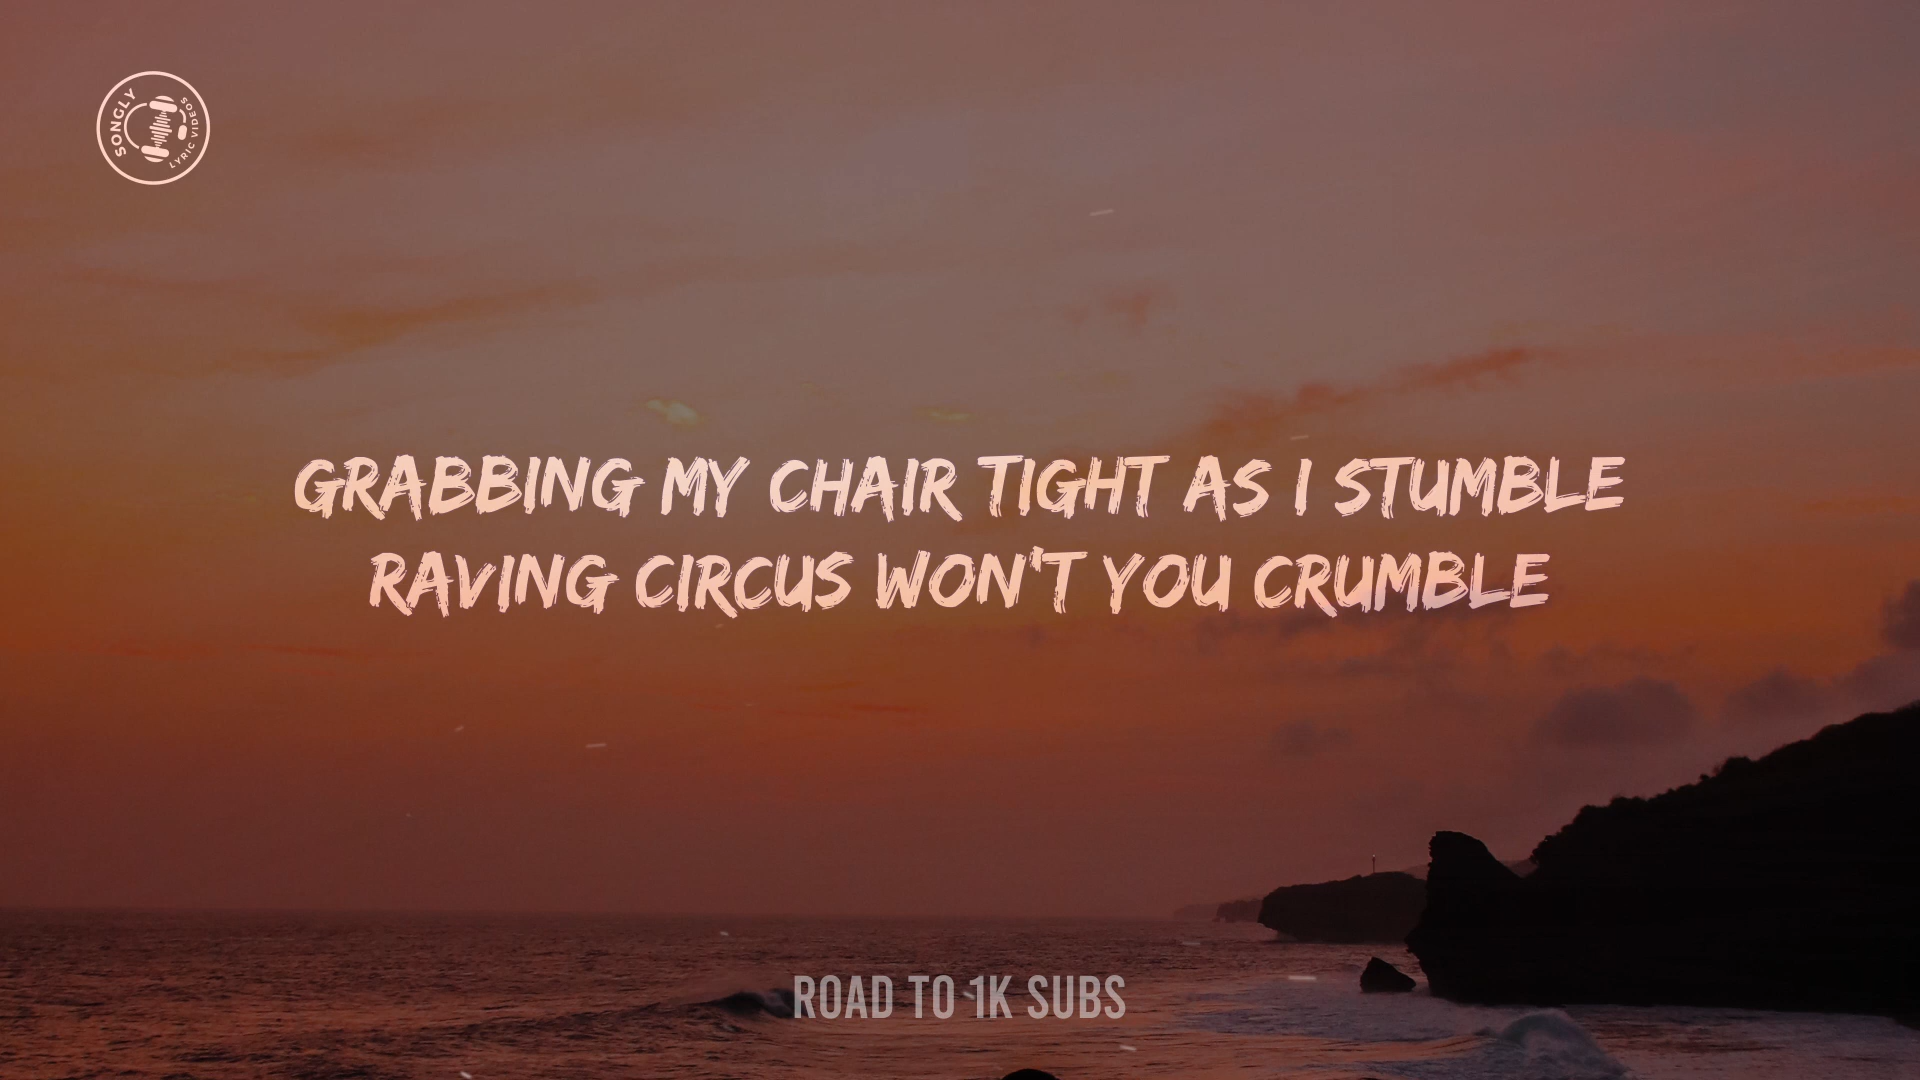 SONGLY
LYRIC VIDEOS
GRABBING MY CHAIR TIGHT AS I STUMBLE
RAVING CIRCUS WON'T YOU CRUMBLE
ROAD TO 1K SUBS